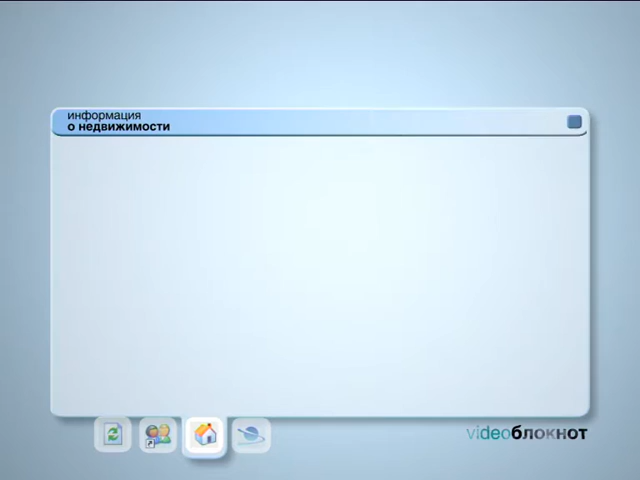 информация
о недвижимости
videoблокнот